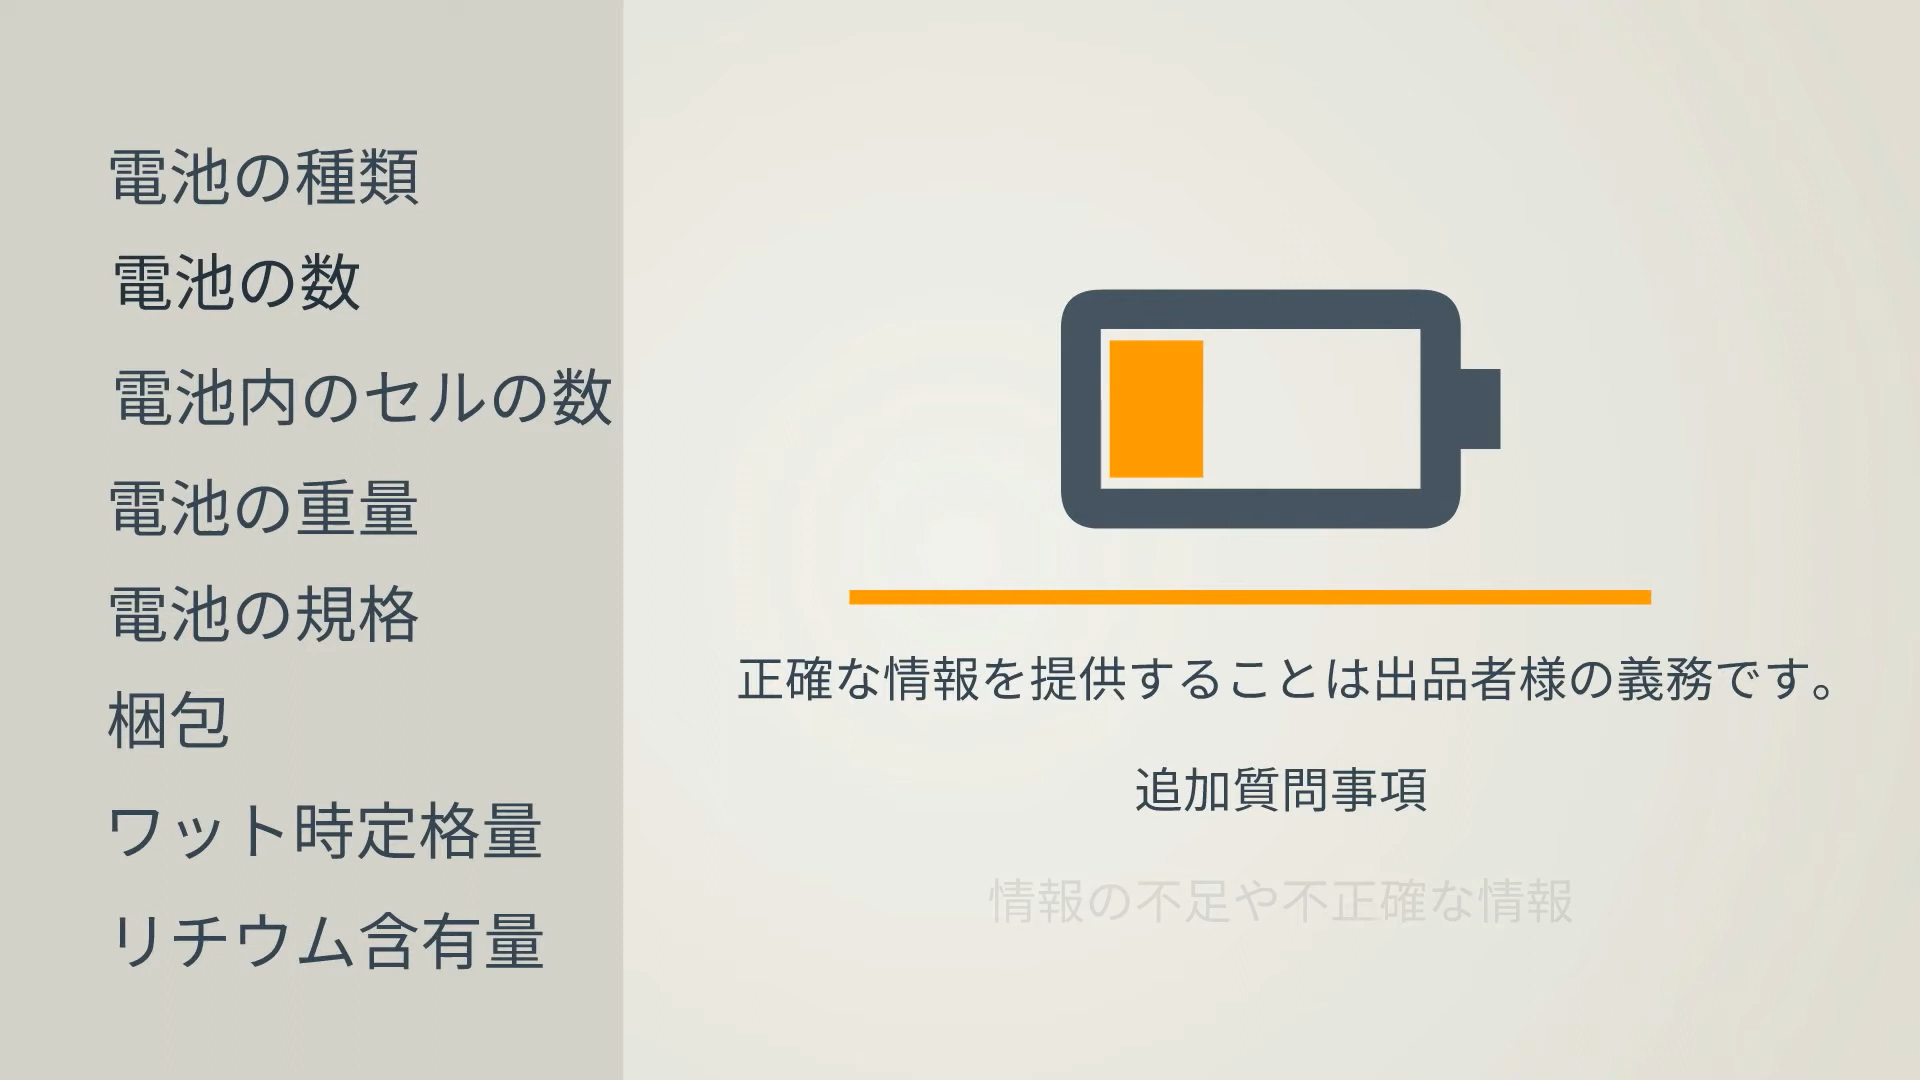 電池の種類
電池の数
電池内のセルの数
電池の重量
電池の規格
梱包
ワット時定格量
リチウム含有量
正確な情報を提供することは出品者様の義務です。
追加質問事項
情報の不足や不正確な情報